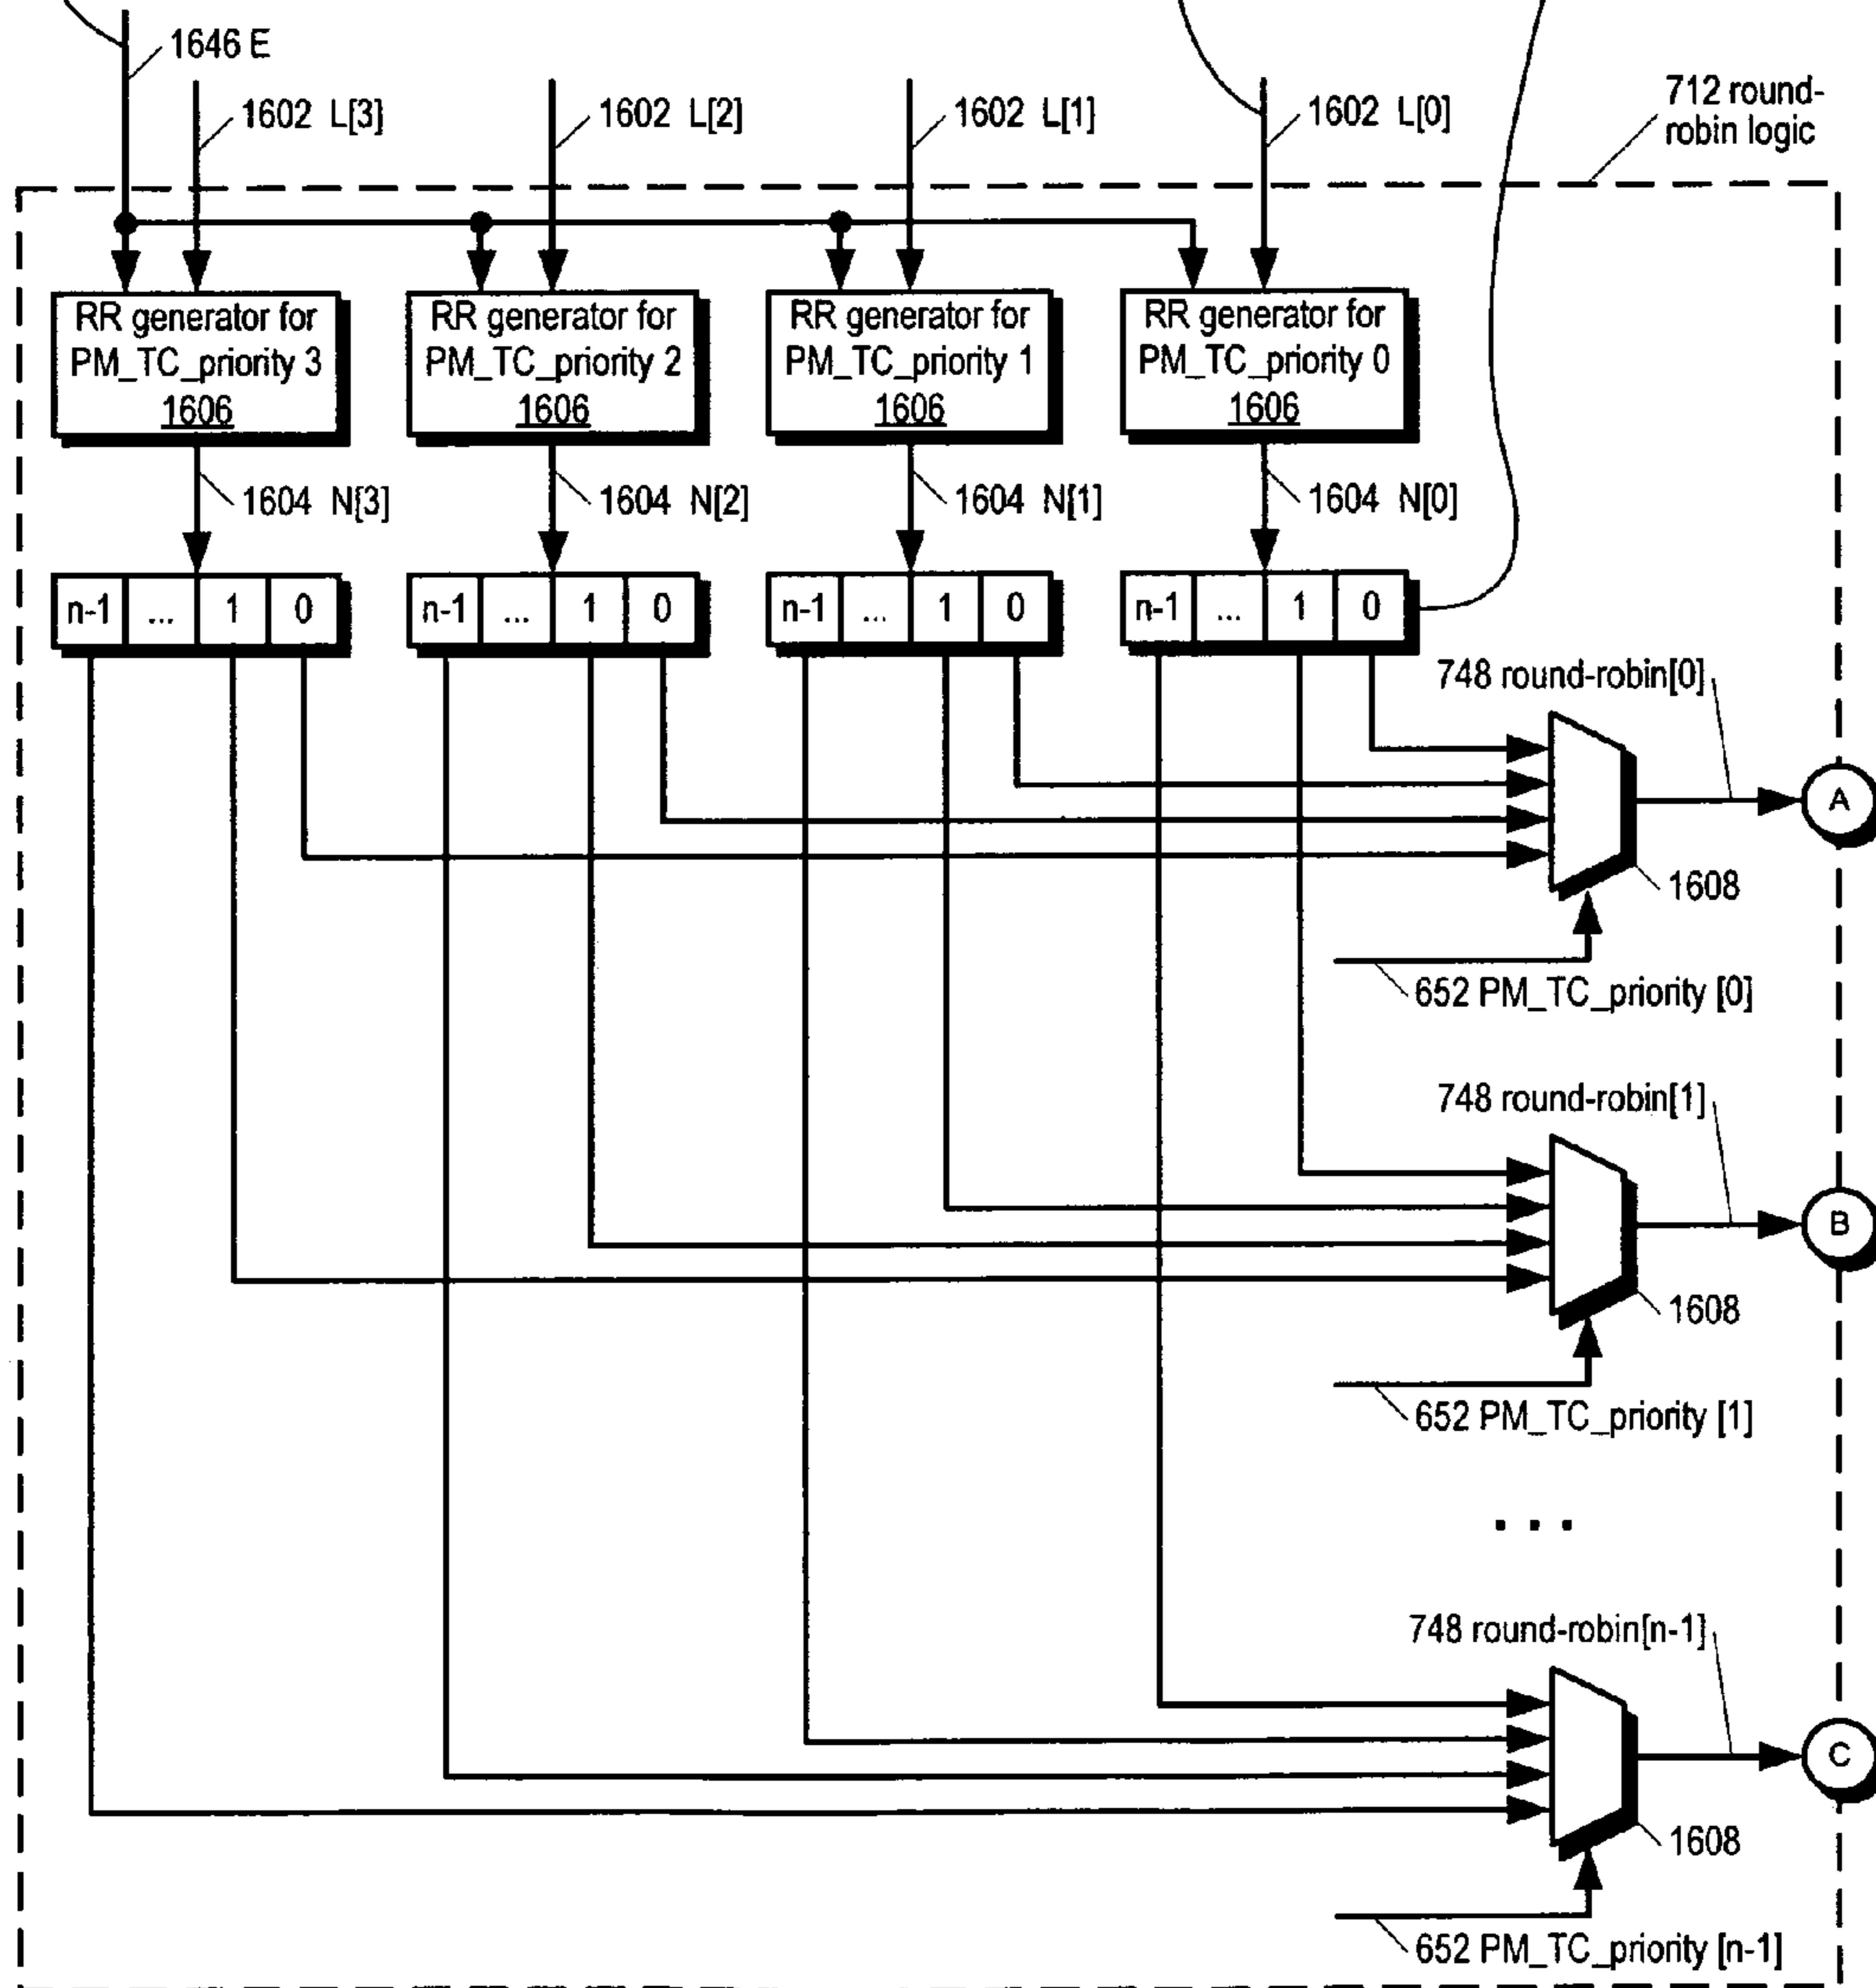 1646 E
1602 L[3]
1602 L[2]
1602 L[1]
1602 L[0]
712 round-
robin logic
RR generator for
PM_TC_priority 3
1606
RR generator for
PM_TC_priority 2
1606
RR generator for
PM_TC_priority 1
1606
RR generator for
PM_TC_priority 0
1606
1604 N[3]
1604 N[2]
1604 N[1]
1604 N[0]
n-1 ... 1 0
n-1 ... 1 0
n-1 ... 1 0
n-1 ... 1 0
748 round-robin[0]
A
1608
652 PM_TC_priority [0]
748 round-robin[1]
B
1608
652 PM_TC_priority [1]
. . .
748 round-robin[n-1]
C
1608
652 PM_TC_priority [n-1]